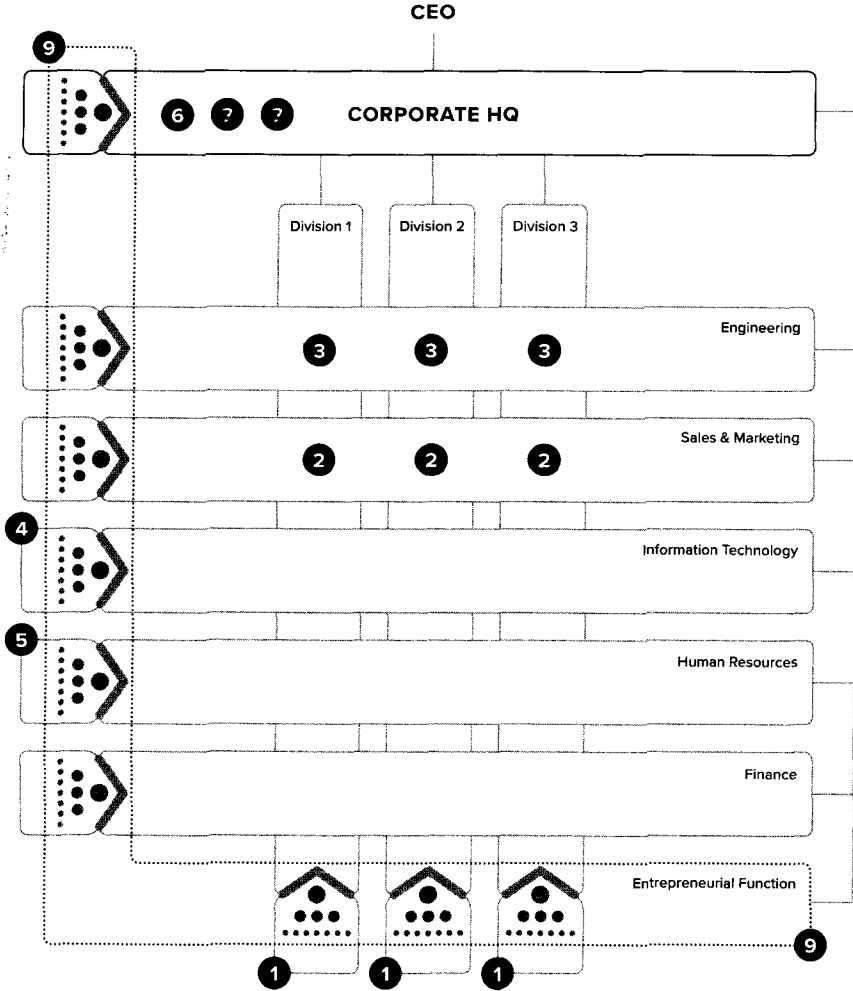 CEO
9
6 ? ? CORPORATE HQ
Division 1 Division 2 Division 3
Engineering
3 3 3
Sales & Marketing
2 2 2
4
Information Technology
5
Human Resources
Finance
Entrepreneurial Function
9
1 1 1